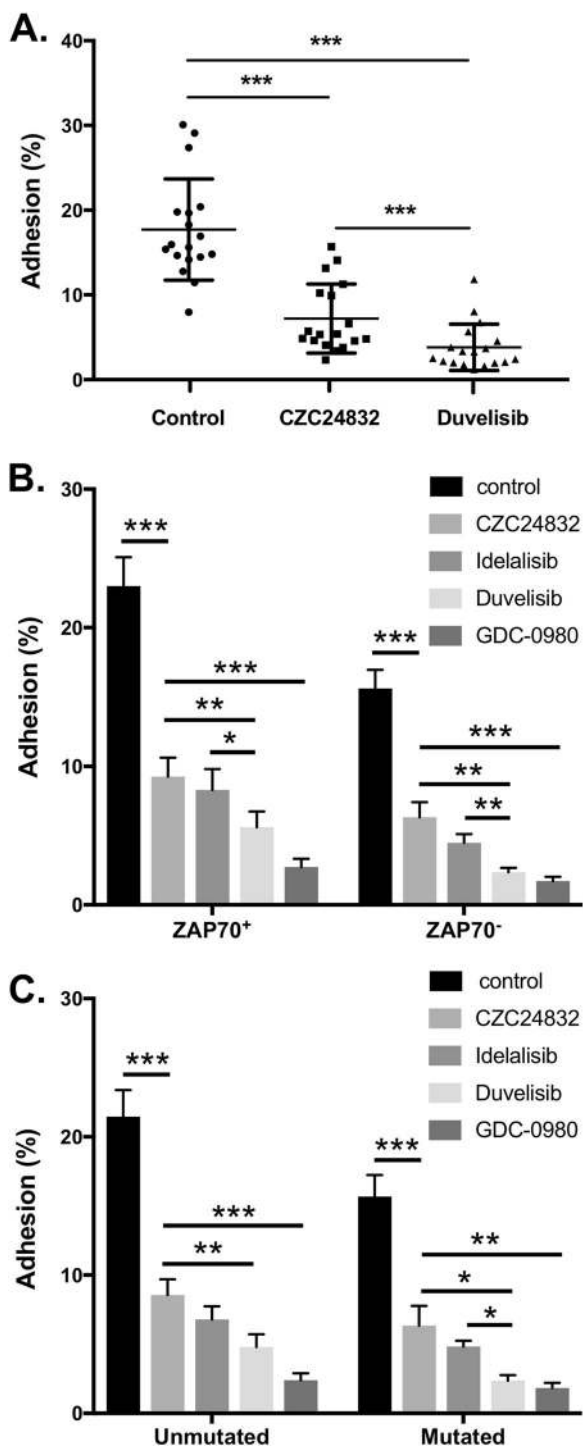 A.
40
30
20
10
0
Adhesion (%)
***
***
***
Control CZC24832 Duvelisib
B.
30
20
10
0
Adhesion (%)
control
CZC24832
Idelalisib
Duvelisib
GDC-0980
***
***
**
*
***
***
**
**
ZAP70+ ZAP70-
C.
30
20
10
0
Adhesion (%)
control
CZC24832
Idelalisib
Duvelisib
GDC-0980
***
***
**
***
**
*
*
Unmutated Mutated